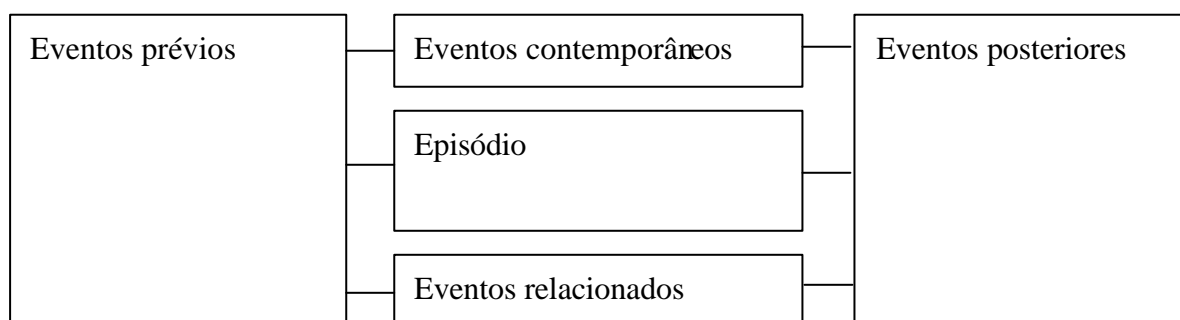 Eventos prévios
Eventos contemporâneos
Episódio
Eventos relacionados
Eventos posteriores